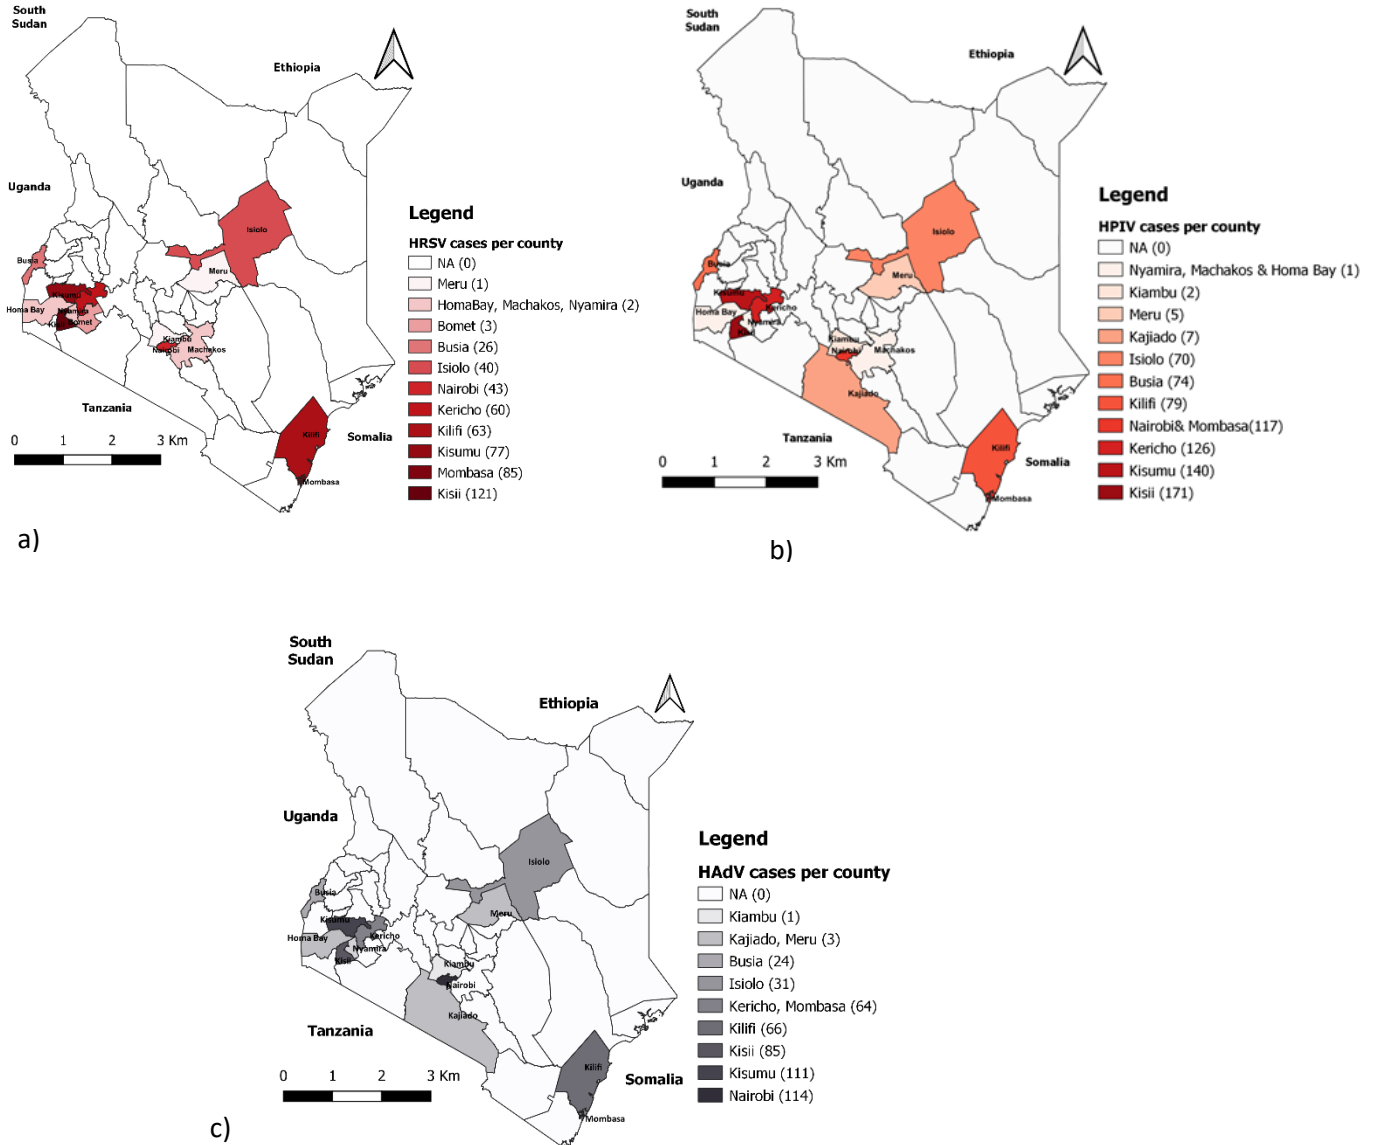 South
Sudan
Ethiopia
Uganda
Isiolo
Meru
Busia
Kisumu
Homa Bay
Nyamira
Bomet
Kiambu
Nairobi
Machakos
Tanzania
Kilifi
Somalia
Mombasa
0 1 2 3 Km
Legend
HRSV cases per county
NA (0)
Meru (1)
HomaBay, Machakos, Nyamira (2)
Bomet (3)
Busia (26)
Isiolo (40)
Nairobi (43)
Kericho (60)
Kilifi (63)
Kisumu (77)
Mombasa (85)
Kisii (121)
a)
South
Sudan
Ethiopia
Uganda
Isiolo
Busia
Meru
Kisumu
Kericho
Homa Bay
Nyamira
Kisii
Kiambu
Nairobi
Machakos
Kajiado
Tanzania
Kilifi
Somalia
Mombasa
0 1 2 3 Km
Legend
HPIV cases per county
NA (0)
Nyamira, Machakos & Homa Bay (1)
Kiambu (2)
Meru (5)
Kajiado (7)
Isiolo (70)
Busia (74)
Kilifi (79)
Nairobi& Mombasa(117)
Kericho (126)
Kisumu (140)
Kisii (171)
b)
South
Sudan
Ethiopia
Uganda
Isiolo
Busia
Meru
Kisumu
Homa Bay
Kericho
Nyamira
Kisii
Kiambu
Nairobi
Kajiado
Tanzania
Kilifi
Somalia
Mombasa
0 1 2 3 Km
Legend
HAdV cases per county
NA (0)
Kiambu (1)
Kajiado, Meru (3)
Busia (24)
Isiolo (31)
Kericho, Mombasa (64)
Kilifi (66)
Kisii (85)
Kisumu (111)
Nairobi (114)
c)